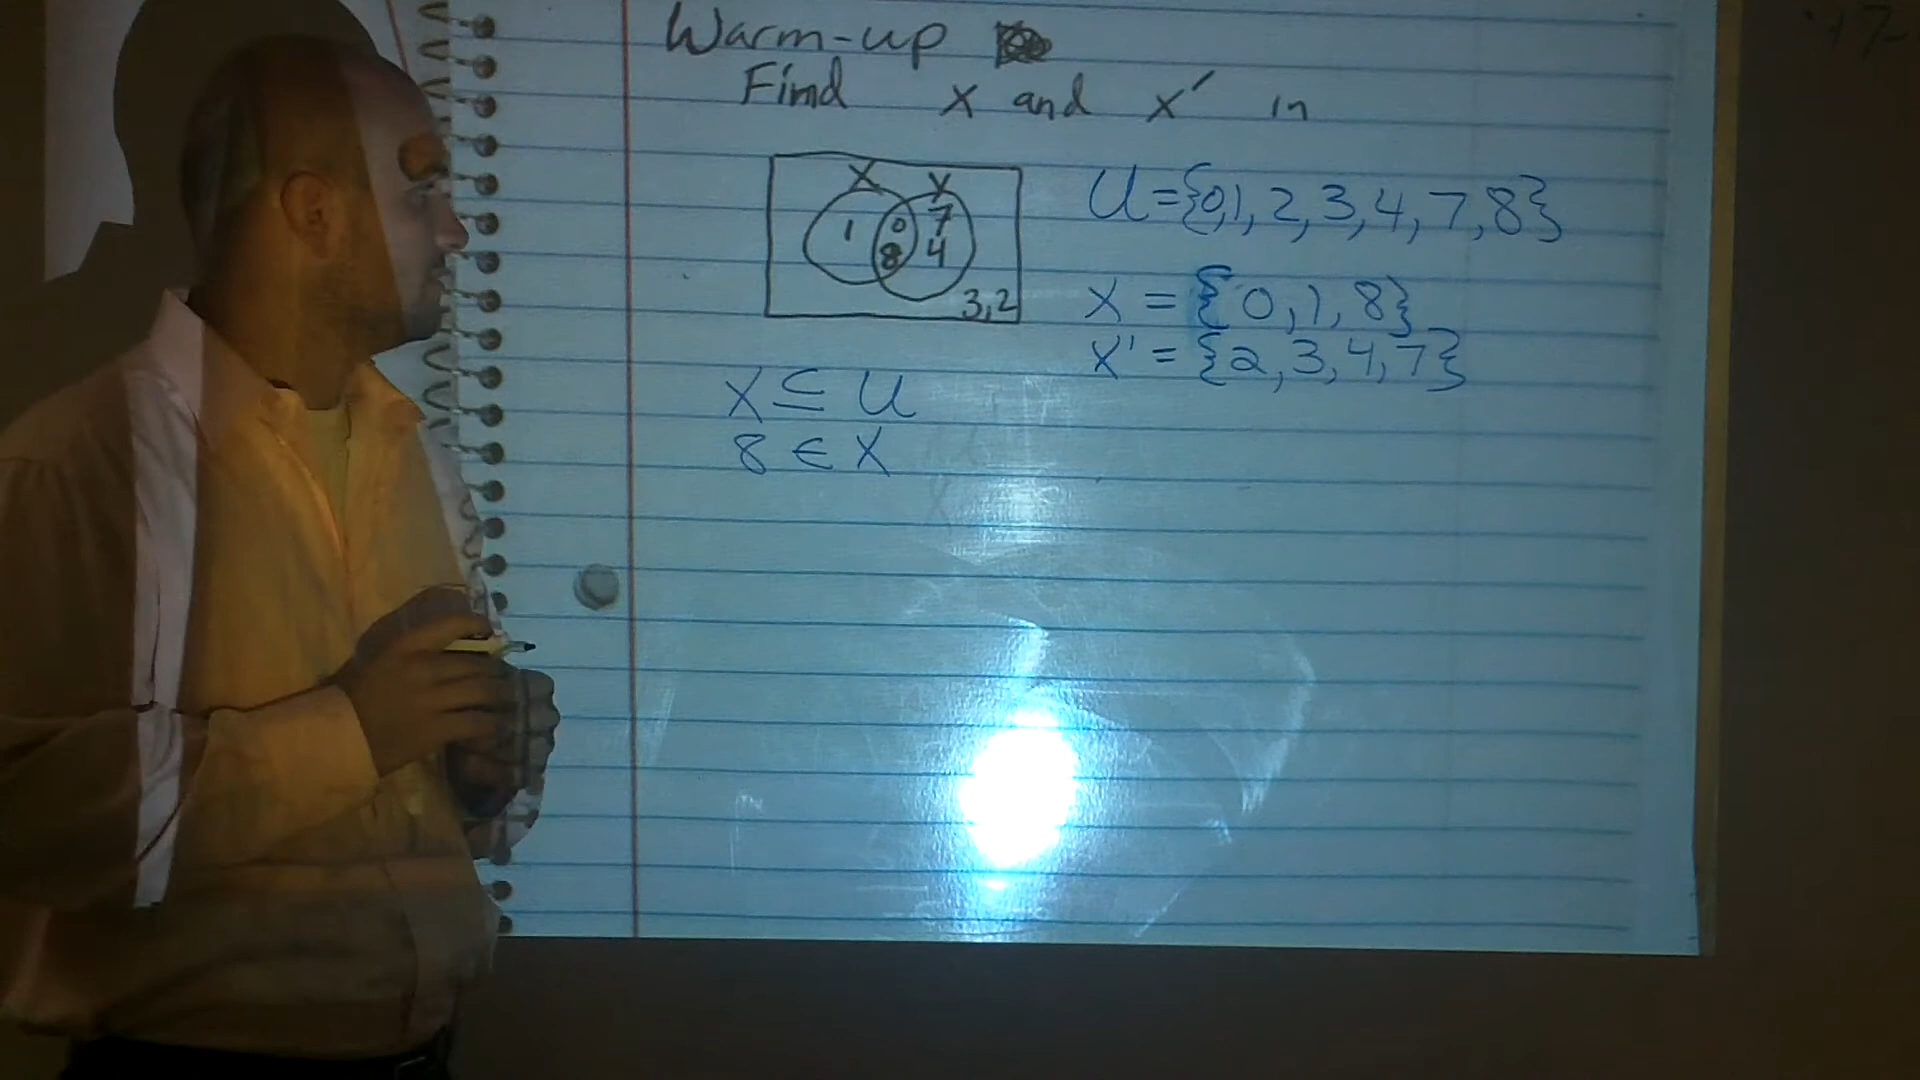 Warm-up
Find X and X' in
X Y
1 0 8 7 4
3,2
U={0,1,2,3,4,7,8}
X = {0,1,8}
X' = {2,3,4,7}
X ⊆ U
8 ∈ X